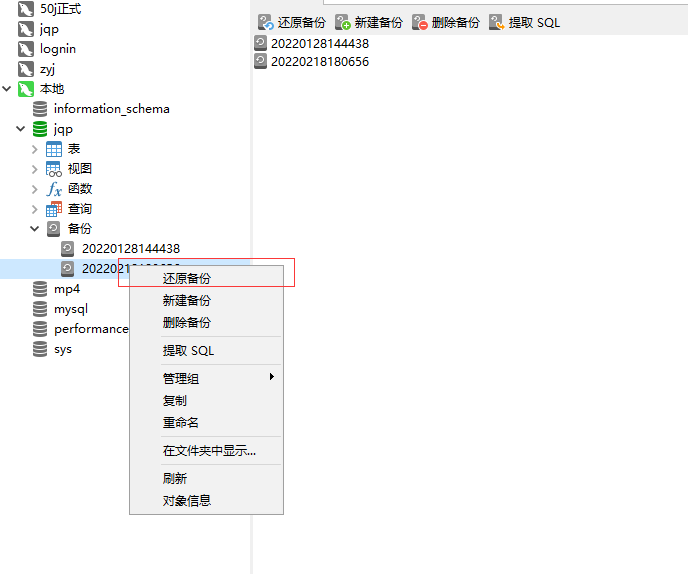 50j正式
jqp
lognin
zyj
本地
information_schema
jqp
表
视图
函数
查询
备份
20220128144438
mp4
mysql
performance
sys
还原备份 新建备份 删除备份 提取 SQL
20220128144438
20220218180656
还原备份
新建备份
删除备份
提取 SQL
管理组
复制
重命名
在文件夹中显示...
刷新
对象信息